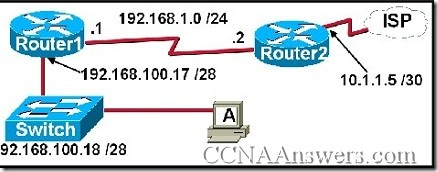 192.168.1.0 /24
ISP
.1
.2
Router1
Router2
192.168.100.17 /28
10.1.1.5 /30
A
Switch
92.168.100.18 /28
CCNAAnswers.com